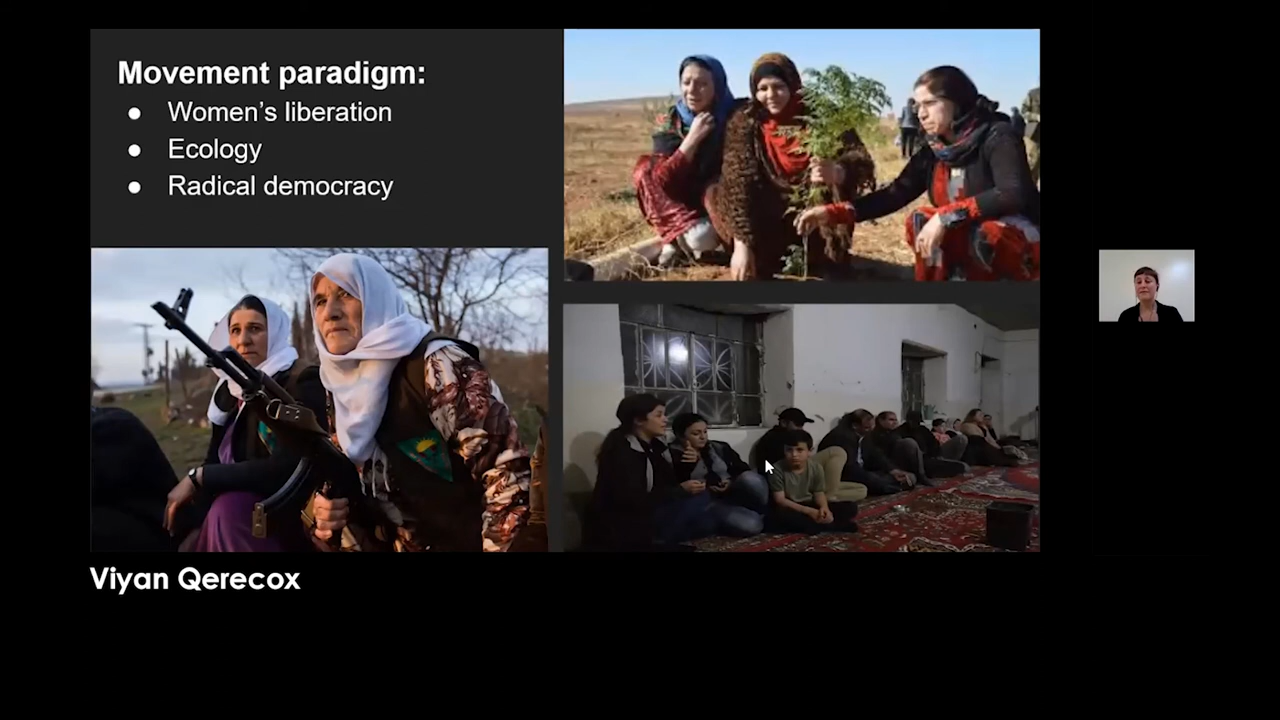 Movement paradigm:
● Women's liberation
● Ecology
● Radical democracy
Viyan Qerecox